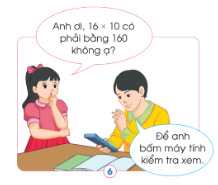 Anh ơi, 16 × 10 có
phải bằng 160
không ạ?
Để anh
bấm máy tính
kiểm tra xem.
6